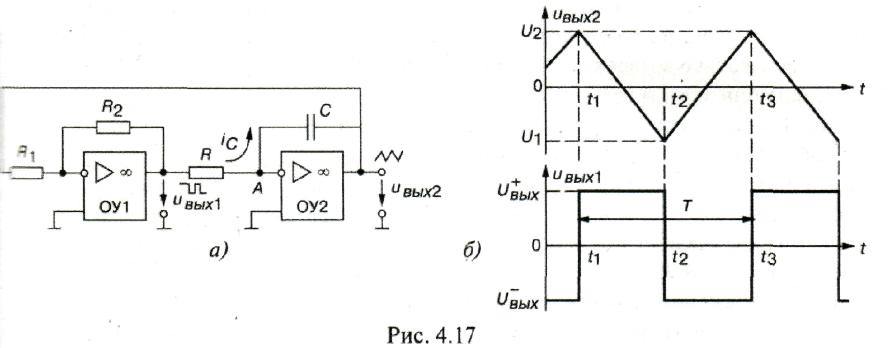 R1
R2
▷ ∞
ОУ1
uвых1
R
iC
A
C
▷ ∞
ОУ2
uвых2
а)
б)
uвых2
U2
0
U1
t1
t2
t3
t
uвых1
U+вых
0
U−вых
T
t1
t2
t3
t
Рис. 4.17